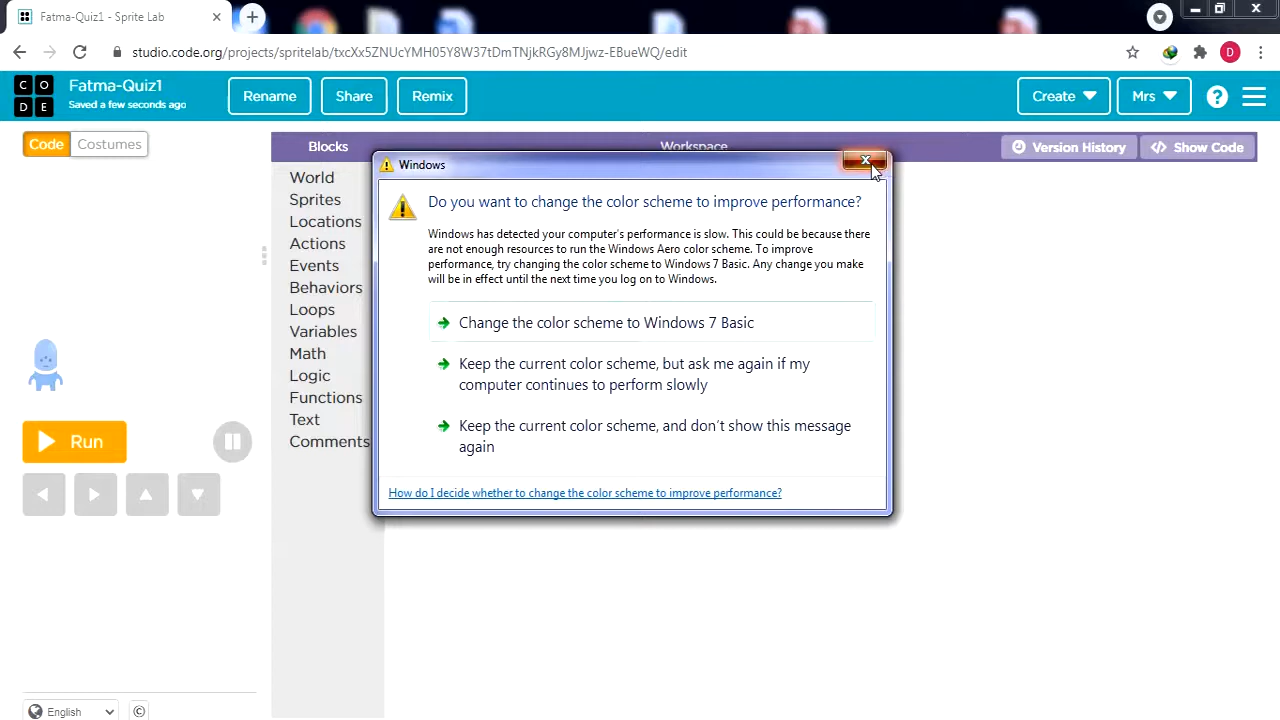 Fatma-Quiz1 - Sprite Lab
studio.code.org/projects/spritelab/txcXx5ZNUcYMH05Y8W37tDmTNjkRGy8MJjwz-EBueWQ/edit
D
C O
D E
Fatma-Quiz1
Saved a few seconds ago
Rename
Share
Remix
Create
Mrs
?
Code
Costumes
Blocks
Workspace
Version History
Show Code
World
Sprites
Locations
Actions
Events
Behaviors
Loops
Variables
Math
Logic
Functions
Text
Comments
Windows
Do you want to change the color scheme to improve performance?
Windows has detected your computer's performance is slow. This could be because there
are not enough resources to run the Windows Aero color scheme. To improve
performance, try changing the color scheme to Windows 7 Basic. Any change you make
will be in effect until the next time you log on to Windows.
Change the color scheme to Windows 7 Basic
Keep the current color scheme, but ask me again if my
computer continues to perform slowly
Keep the current color scheme, and don't show this message
again
How do I decide whether to change the color scheme to improve performance?
Run
English
©